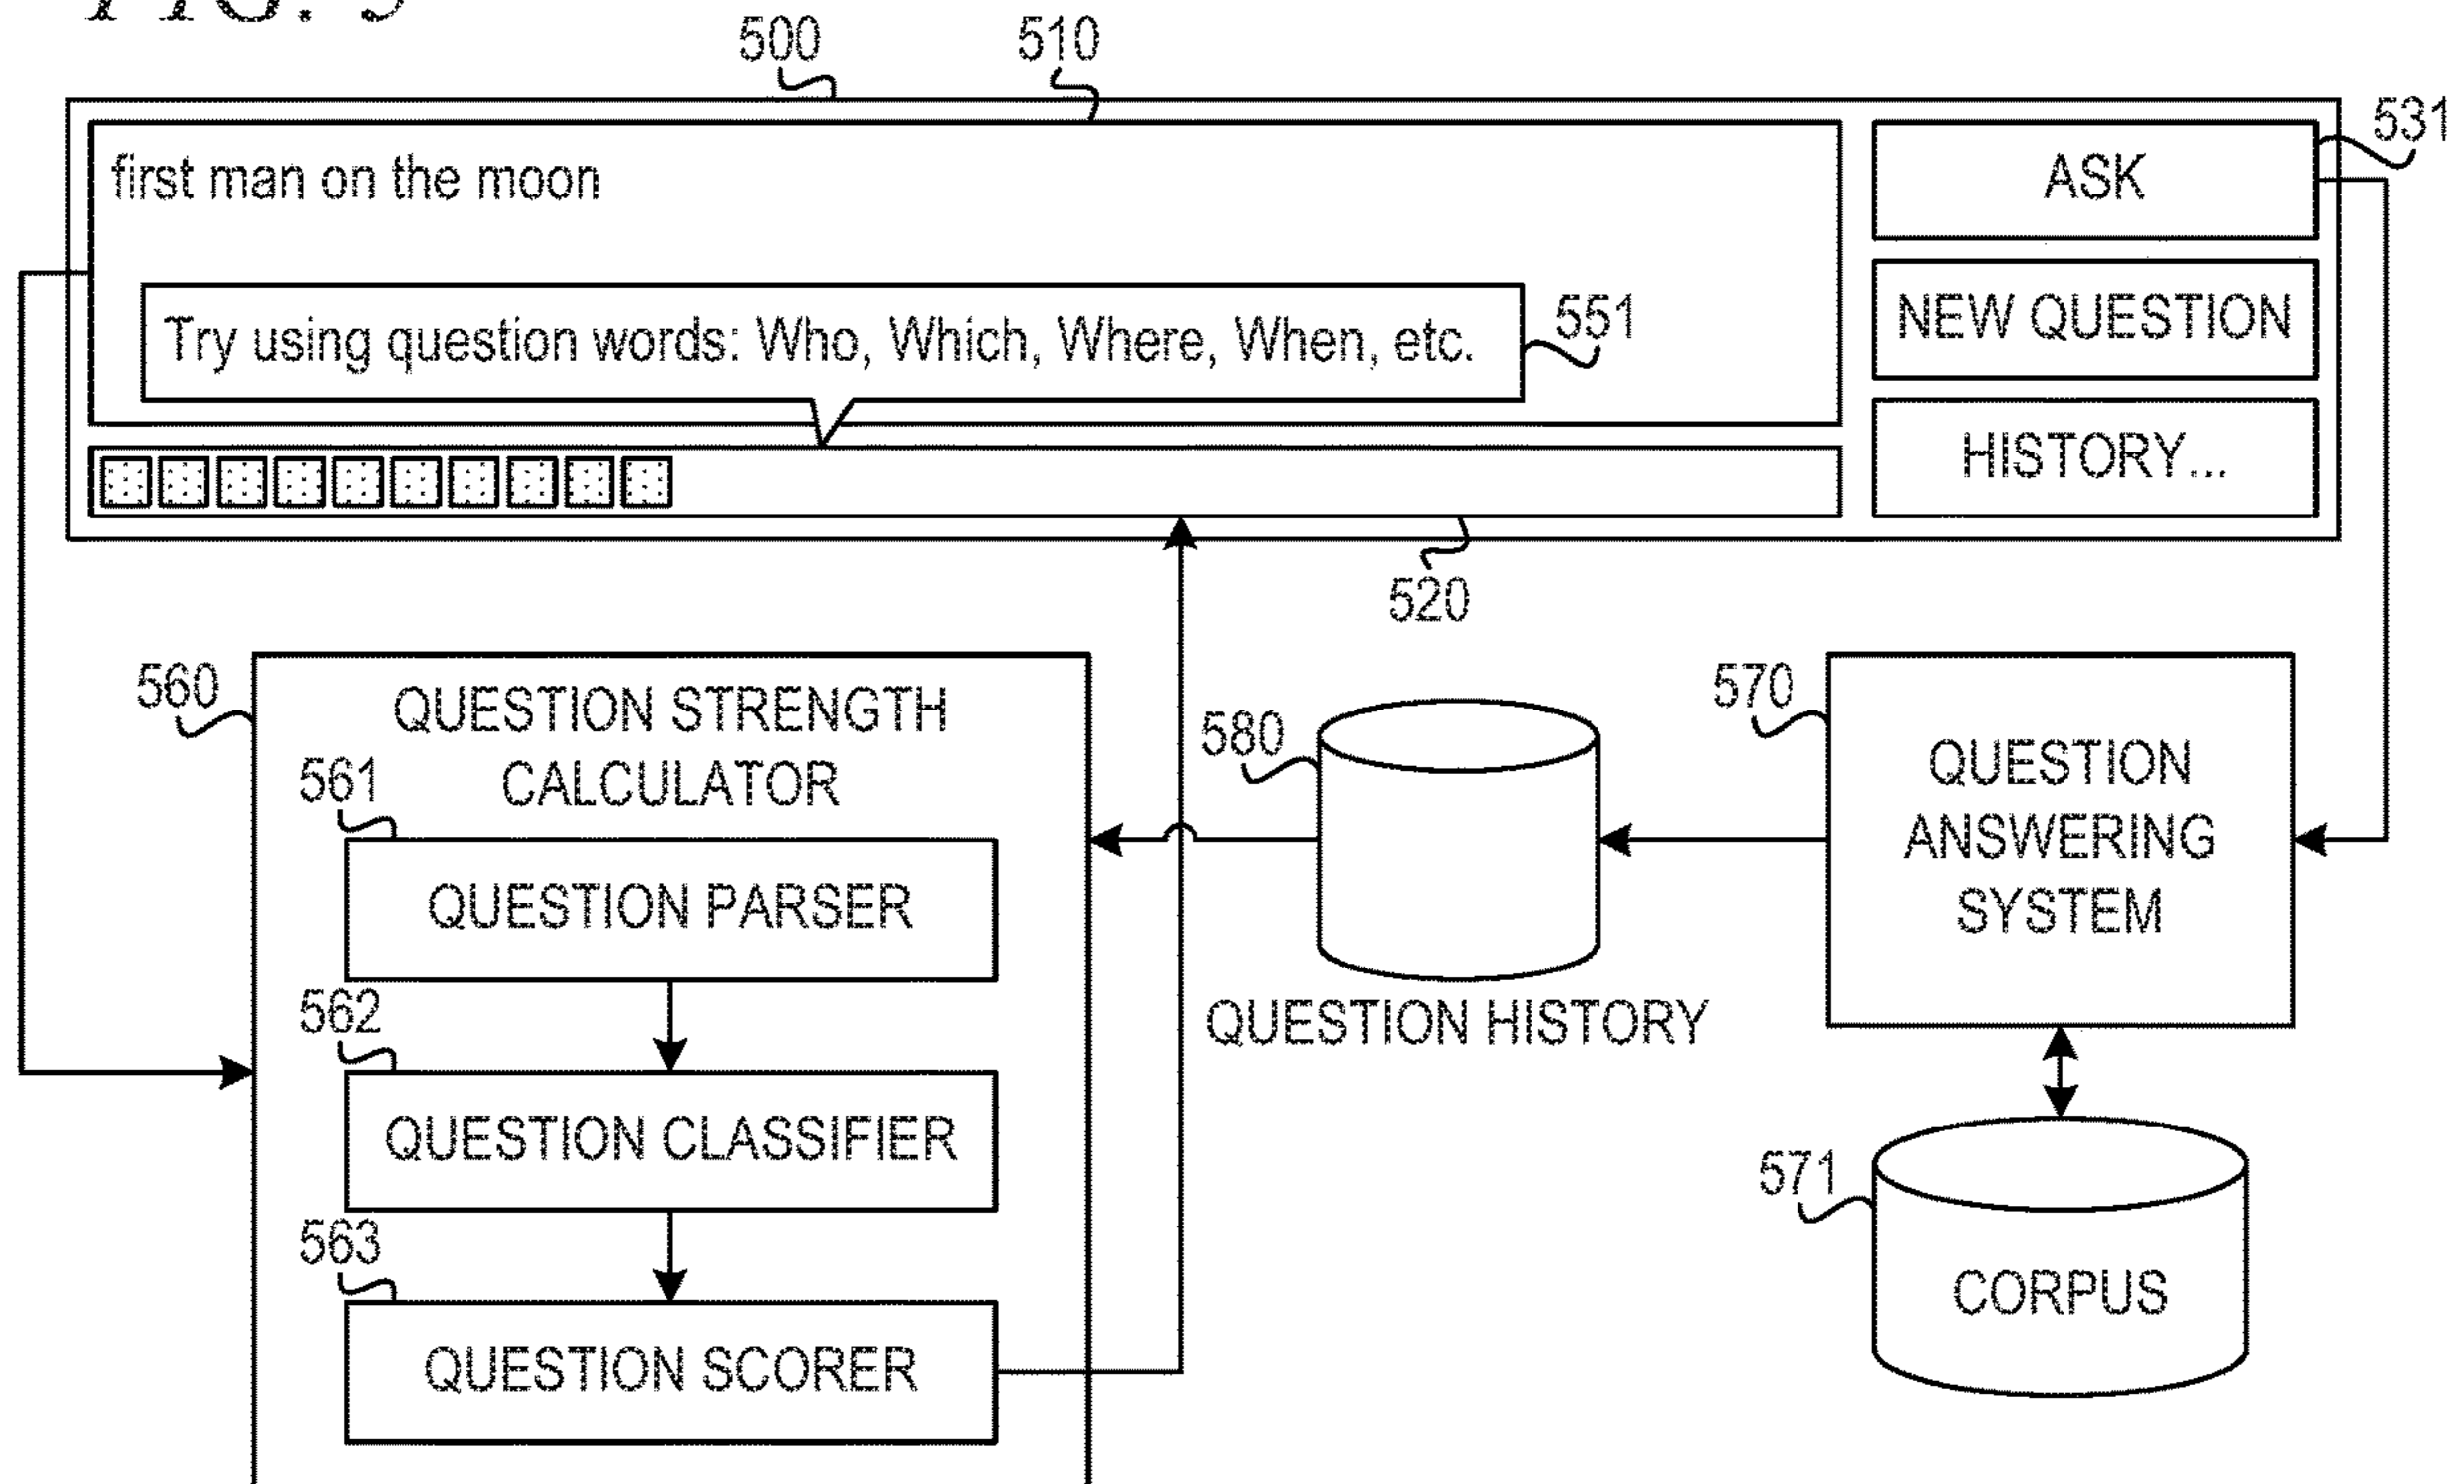 FIG. 5
500
510
531
first man on the moon
ASK
Try using question words: Who, Which, Where, When, etc.
551
NEW QUESTION
HISTORY...
520
560
QUESTION STRENGTH
CALCULATOR
561
QUESTION PARSER
562
QUESTION CLASSIFIER
563
QUESTION SCORER
580
QUESTION HISTORY
570
QUESTION
ANSWERING
SYSTEM
571
CORPUS